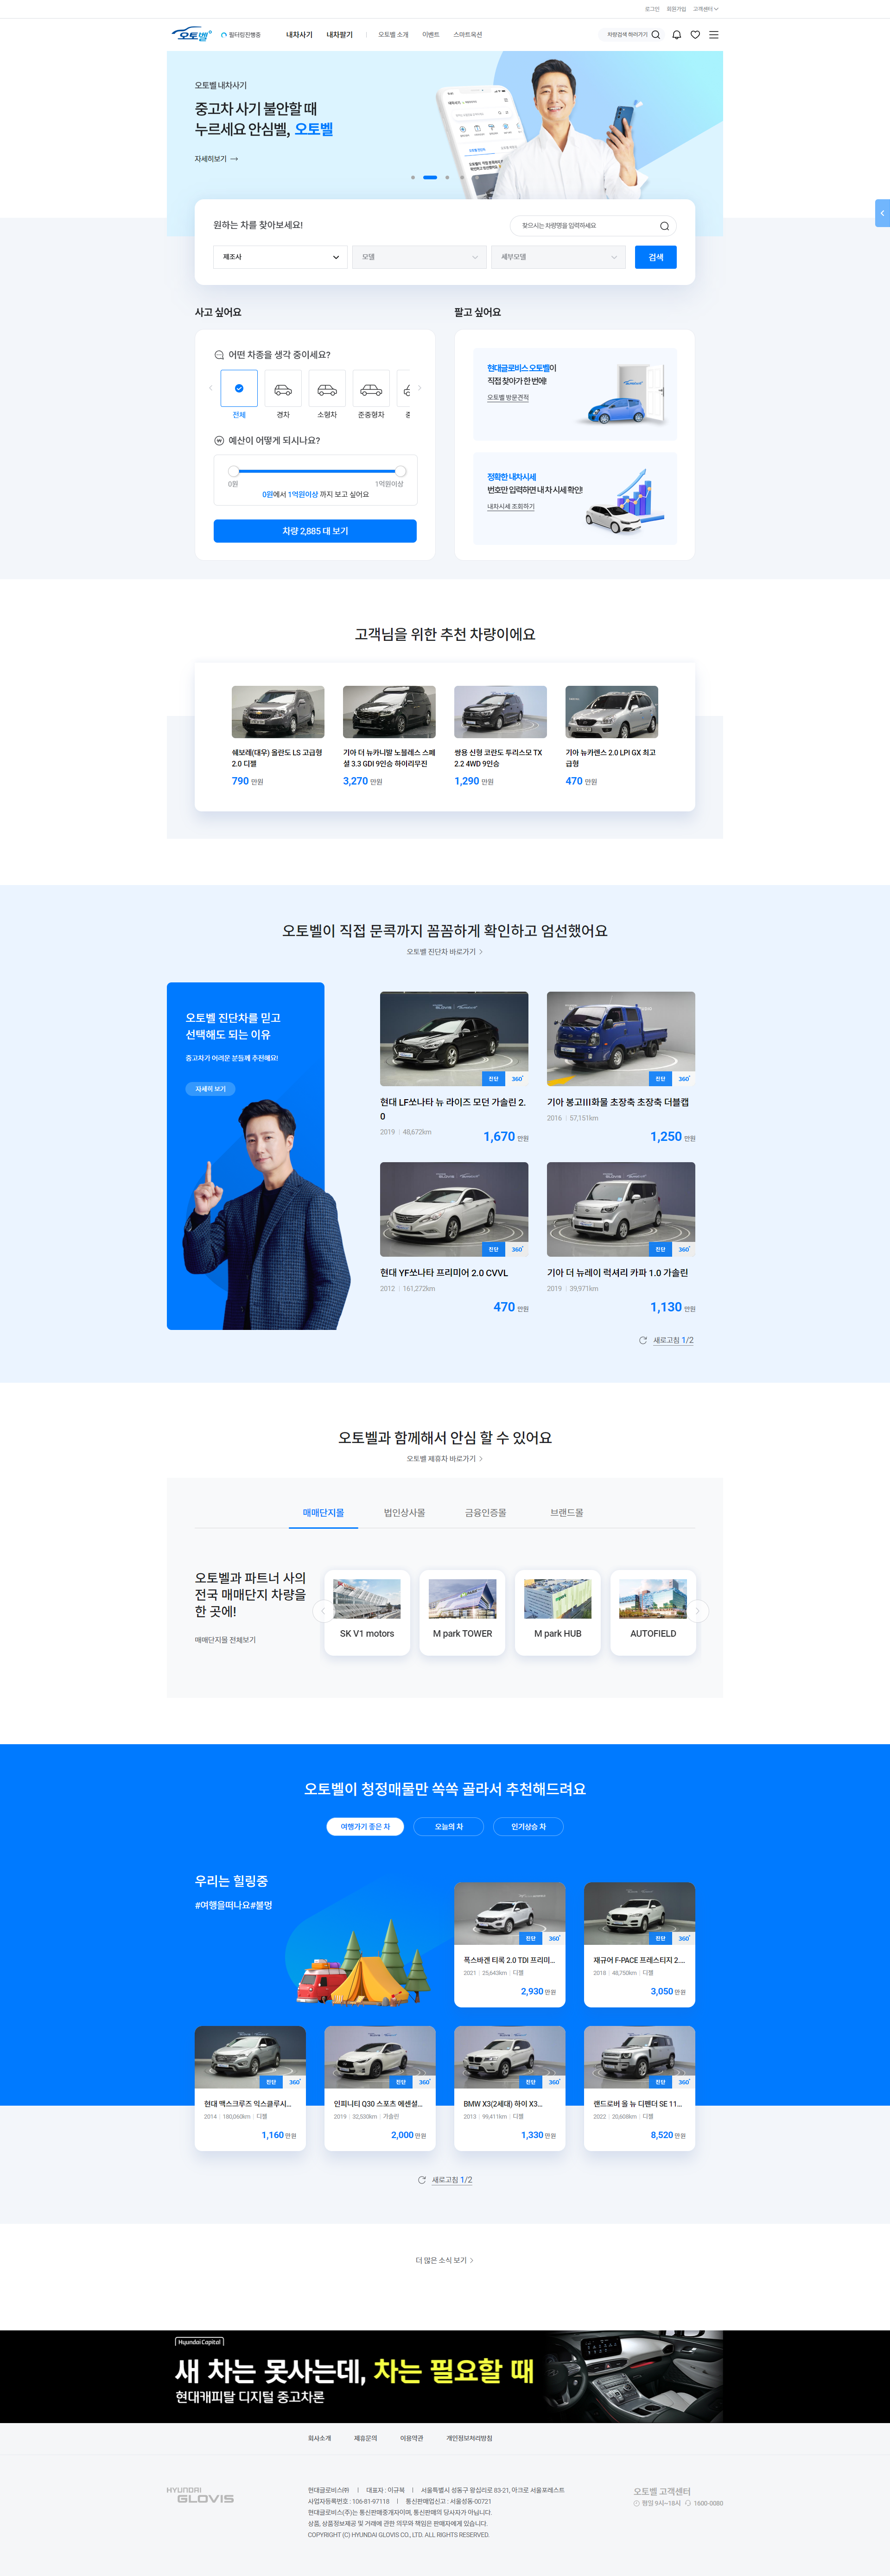 로그인 회원가입 고객센터
오토벨 필터링진행중 내차사기 내차팔기 오토벨 소개 이벤트 스마트옥션 차량검색 하러가기
오토벨 내차사기
중고차 사기 불안할 때
누르세요 안심벨, 오토벨
자세히보기
원하는 차를 찾아보세요!
찾으시는 차량명을 입력하세요
제조사 모델 세부모델 검색
사고 싶어요
어떤 차종을 생각 중이세요?
전체 경차 소형차 준중형차
예산이 어떻게 되시나요?
0원 1억원이상
0원에서 1억원이상 까지 보고 싶어요
차량 2,885 대 보기
팔고 싶어요
현대글로비스 오토벨이
직접 찾아가 한 번에!
오토벨 방문견적
정확한 내차시세
번호만 입력하면 내 차 시세 확인!
내차시세 조회하기
고객님을 위한 추천 차량이에요
쉐보레(대우) 올란도 LS 고급형
2.0 디젤
790 만원
기아 더 뉴카니발 노블레스 스페
셜 3.3 GDI 9인승 하이리무진
3,270 만원
쌍용 신형 코란도 투리스모 TX
2.2 4WD 9인승
1,290 만원
기아 뉴카렌스 2.0 LPI GX 최고
급형
470 만원
오토벨이 직접 문콕까지 꼼꼼하게 확인하고 엄선했어요
오토벨 진단차 바로가기
오토벨 진단차를 믿고
선택해도 되는 이유
중고차가 어려운 분들께 추천해요!
자세히 보기
진단 360°
현대 LF쏘나타 뉴 라이즈 모던 가솔린 2.
0
2019 48,672km
1,670 만원
진단 360°
기아 봉고III화물 초장축 초장축 더블캡
2016 57,151km
1,250 만원
진단 360°
현대 YF쏘나타 프리미어 2.0 CVVL
2012 161,272km
470 만원
진단 360°
기아 더 뉴레이 럭셔리 카파 1.0 가솔린
2019 39,971km
1,130 만원
새로고침 1/2
오토벨과 함께해서 안심 할 수 있어요
오토벨 제휴차 바로가기
매매단지몰 법인상사몰 금융인증몰 브랜드몰
오토벨과 파트너 사의
전국 매매단지 차량을
한 곳에!
매매단지몰 전체보기
SK V1 motors
M park TOWER
M park HUB
AUTOFIELD
오토벨이 청정매물만 쏙쏙 골라서 추천해드려요
여행가기 좋은 차 오늘의 차 인기상승 차
우리는 힐링중
#여행을떠나요#불멍
진단 360°
폭스바겐 티록 2.0 TDI 프리미...
2021 25,643km 디젤
2,930 만원
진단 360°
재규어 F-PACE 프레스티지 2....
2018 48,750km 디젤
3,050 만원
진단 360°
현대 맥스크루즈 익스클루시...
2014 180,060km 디젤
1,160 만원
진단 360°
인피니티 Q30 스포츠 에센셜...
2019 32,530km 가솔린
2,000 만원
진단 360°
BMW X3(2세대) 하이 X3...
2013 99,411km 디젤
1,330 만원
진단 360°
랜드로버 올 뉴 디펜더 SE 11...
2022 20,608km 디젤
8,520 만원
새로고침 1/2
더 많은 소식 보기
Hyundai Capital
새 차는 못사는데, 차는 필요할 때
현대캐피탈 디지털 중고차론
회사소개 제휴문의 이용약관 개인정보처리방침
HYUNDAI
GLOVIS
현대글로비스㈜ 대표자 : 이규복 서울특별시 성동구 왕십리로 83-21, 아크로 서울포레스트
사업자등록번호 : 106-81-97118 통신판매업신고 : 서울성동-00721
현대글로비스(주)는 통신판매중개자이며, 통신판매의 당사자가 아닙니다.
상품, 상품정보제공 및 거래에 관한 의무와 책임은 판매자에게 있습니다.
COPYRIGHT (C) HYUNDAI GLOVIS CO., LTD. ALL RIGHTS RESERVED.
오토벨 고객센터
평일 9시~18시 1600-0080